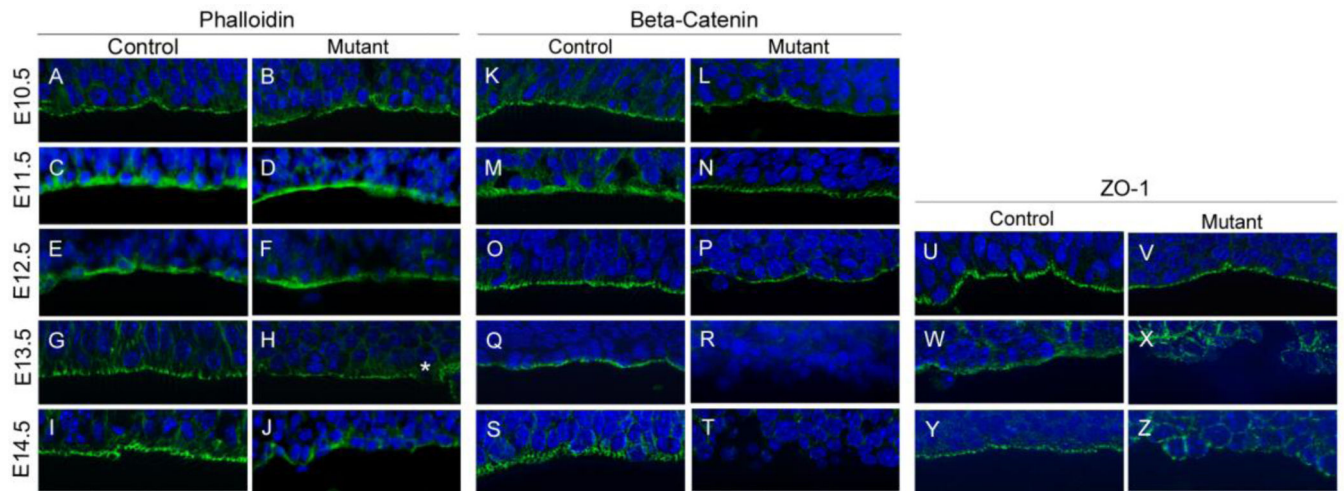 Phalloidin Beta-Catenin
Control Mutant Control Mutant
E10.5 A B K L
E11.5 C D M N
ZO-1
Control Mutant
E12.5 E F O P U V
E13.5 G H * Q R W X
E14.5 I J S T Y Z